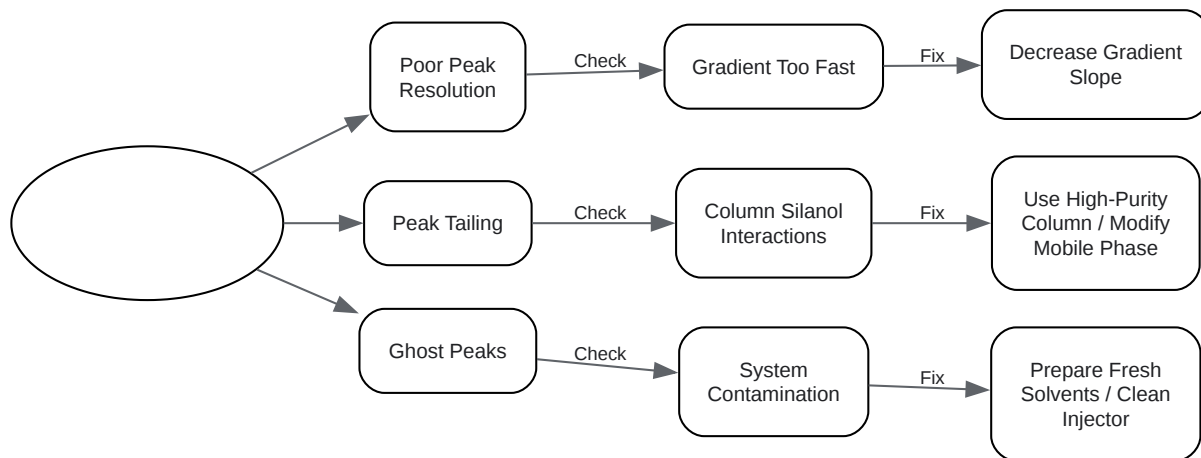 Poor Peak
Resolution
Check
Gradient Too Fast
Fix
Decrease Gradient
Slope
Peak Tailing
Check
Column Silanol
Interactions
Fix
Use High-Purity
Column / Modify
Mobile Phase
Ghost Peaks
Check
System
Contamination
Fix
Prepare Fresh
Solvents / Clean
Injector